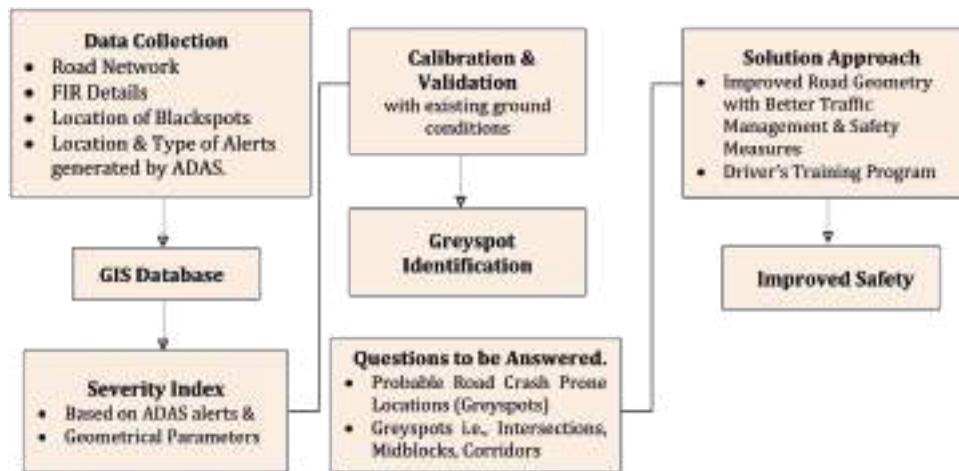 Data Collection
• Road Network
• FIR Details
• Location of Blackspots
• Location & Type of Alerts
generated by ADAS.
GIS Database
Severity Index
• Based on ADAS alerts &
• Geometrical Parameters
Calibration &
Validation
with existing ground
conditions
Greyspot
Identification
Questions to be Answered.
• Probable Road Crash Prone
Locations (Greyspots)
• Greyspots i.e., Intersections,
Midblocks, Corridors
Solution Approach
• Improved Road Geometry
with Better Traffic
Management & Safety
Measures
• Driver's Training Program
Improved Safety